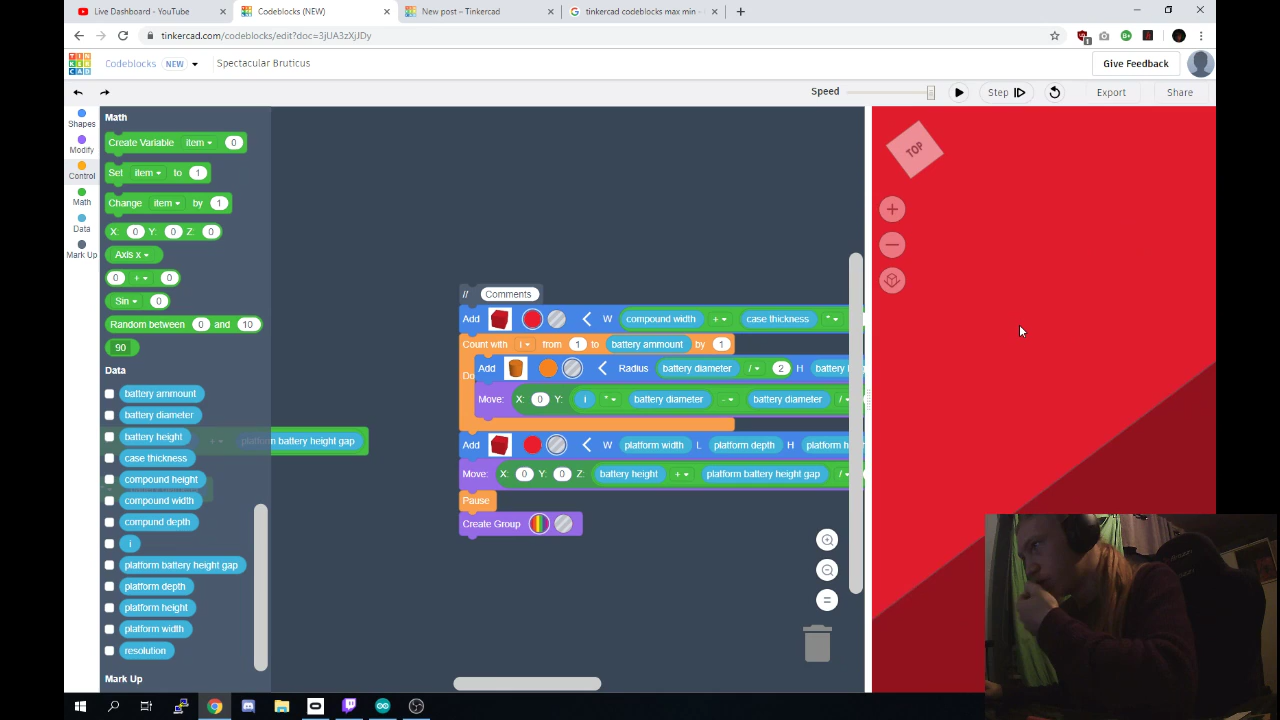 Live Dashboard - YouTube
Codeblocks (NEW)
New post – Tinkercad
tinkercad codeblocks max min -
tinkercad.com/codeblocks/edit?doc=3jUA3zXjJDy
TIN
KER
CAD
Codeblocks NEW
Spectacular Bruticus
Give Feedback
Speed
Step
Export
Share
Shapes
Modify
Control
Math
Data
Mark Up
Math
Create Variable item 0
Set item to 1
Change item by 1
X: 0 Y: 0 Z: 0
Axis x
0 + 0
Sin 0
Random between 0 and 10
90
Data
battery ammount
battery diameter
battery height
case thickness
compound height
compound width
compund depth
i
platform battery height gap
platform depth
platform height
platform width
resolution
Mark Up
platform battery height gap
// Comments
Add W compound width + case thickness *
Count with i from 1 to battery ammount by 1
Do
Add Radius battery diameter / 2 H battery
Move: X: 0 Y: i * battery diameter - battery diameter /
Add W platform width L platform depth H platform
Move: X: 0 Y: 0 Z: battery height + platform battery height gap /
Pause
Create Group
TOP